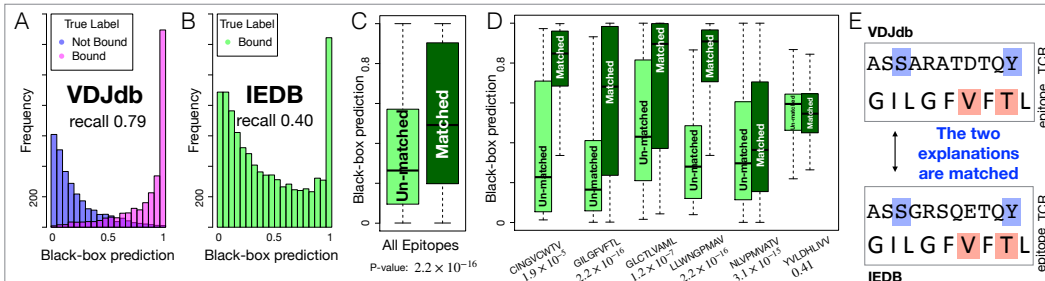 A
True Label
Not Bound
Bound
VDJdb
recall 0.79
Frequency
200
0 0.5 1
Black-box prediction
B
True Label
Bound
IEDB
recall 0.40
Frequency
200
0 0.5 1
Black-box prediction
C
Black-box prediction
0.8
0
Un-matched
Matched
All Epitopes
P-value: 2.2 × 10⁻¹⁶
D
Black-box prediction
0.8
0
Un-matched
Matched
Un-matched
Matched
Un-matched
Matched
Un-matched
Matched
Un-matched
Matched
Un-matched
Matched
CINGVCWTV
1.9 × 10⁻⁵
GILGFVFTL
2.2 × 10⁻¹⁶
GLCTLVAML
1.2 × 10⁻⁷
LLWNGPMAV
2.2 × 10⁻¹⁶
NLVPMVATV
3.1 × 10⁻¹⁵
YVLDHLIVV
0.41
E
VDJdb
ASSARATDTQY
TCR
GILGFVFTL
epitope
The two
explanations
are matched
ASSGRSQETQY
TCR
GILGFVFTL
epitope
IEDB